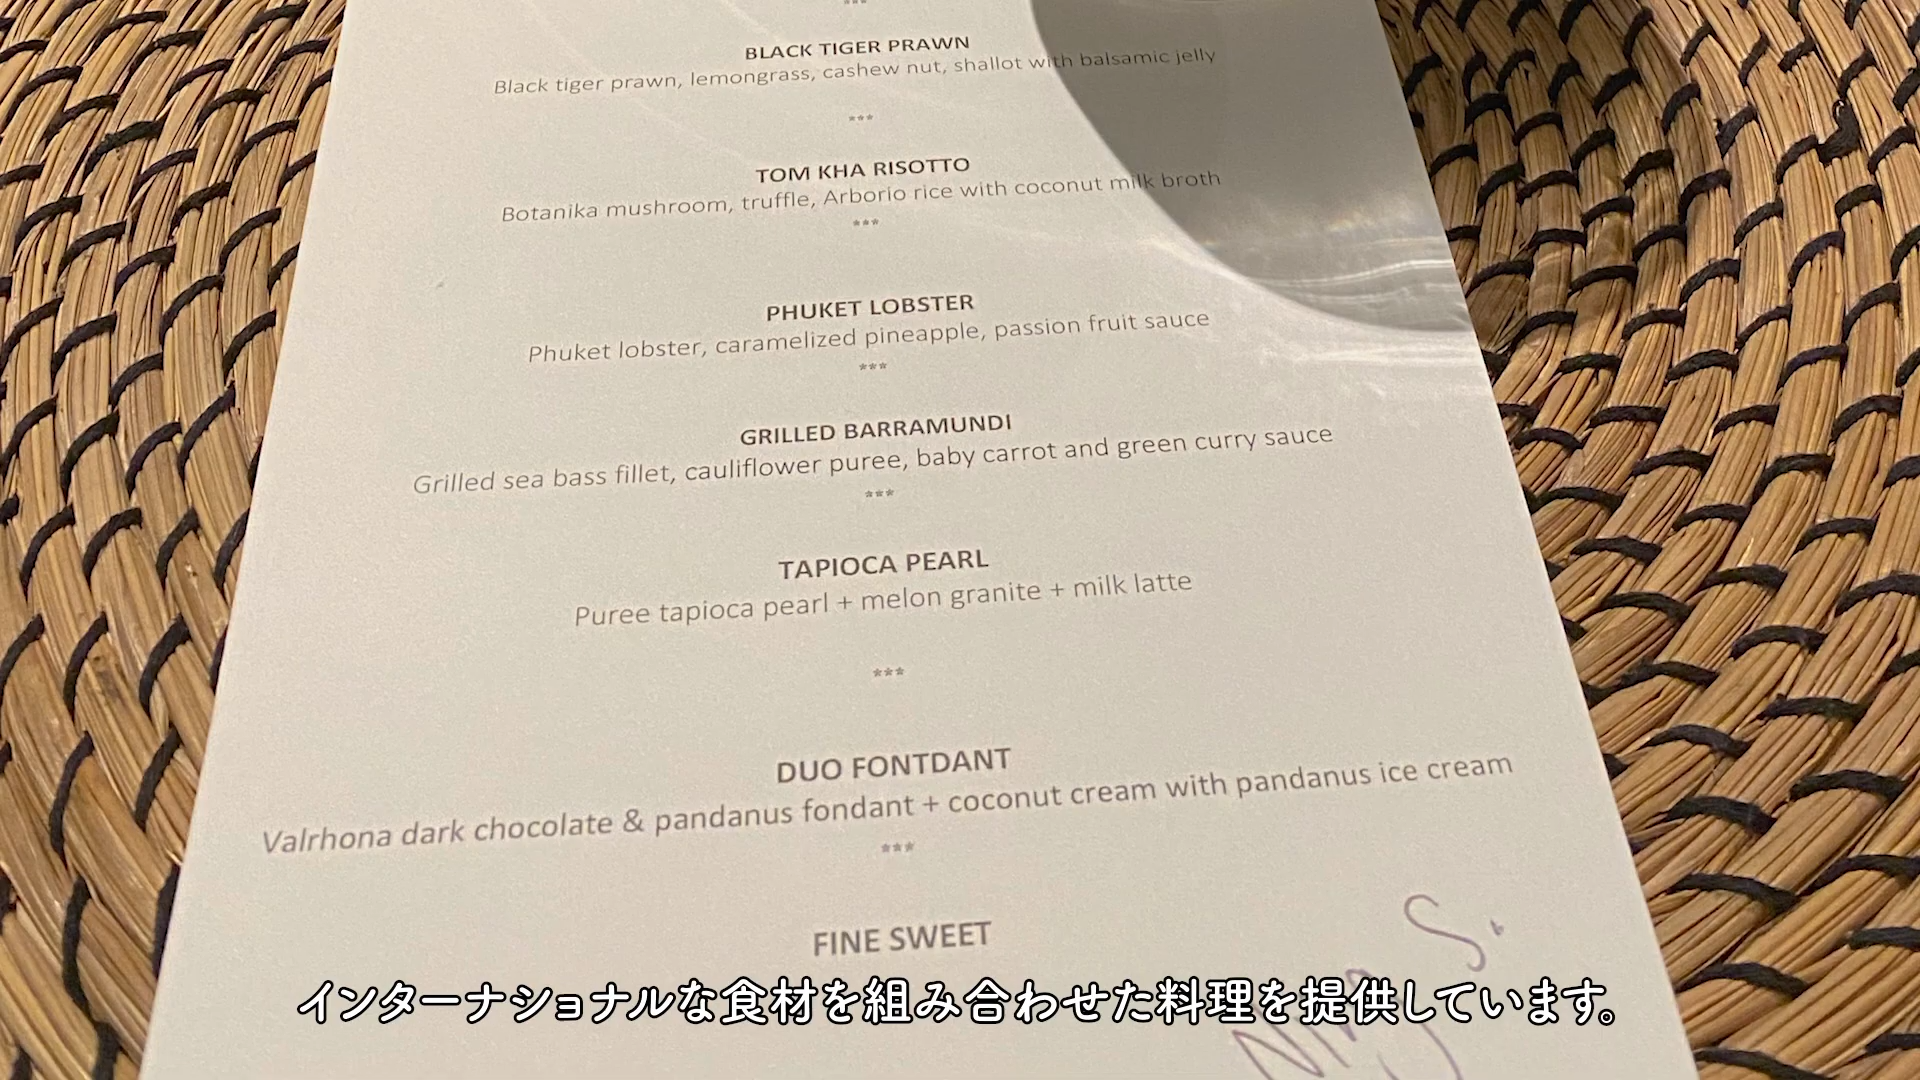 ***
BLACK TIGER PRAWN
Black tiger prawn, lemongrass, cashew nut, shallot with balsamic jelly
***
TOM KHA RISOTTO
Botanika mushroom, truffle, Arborio rice with coconut milk broth
***
PHUKET LOBSTER
Phuket lobster, caramelized pineapple, passion fruit sauce
***
GRILLED BARRAMUNDI
Grilled sea bass fillet, cauliflower puree, baby carrot and green curry sauce
***
TAPIOCA PEARL
Puree tapioca pearl + melon granite + milk latte
***
DUO FONTDANT
Valrhona dark chocolate & pandanus fondant + coconut cream with pandanus ice cream
***
FINE SWEET
インターナショナルな食材を組み合わせた料理を提供しています。